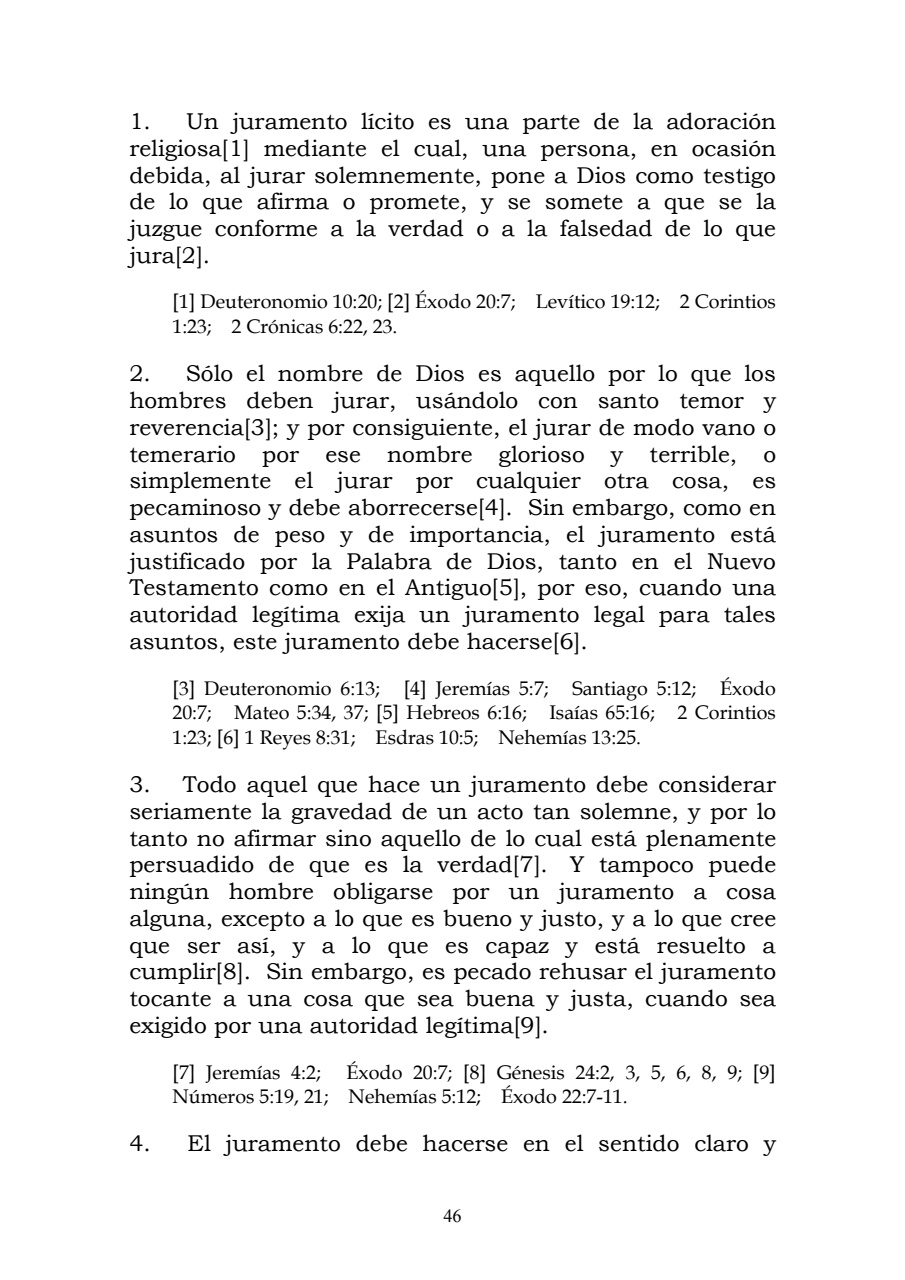 1. Un juramento lícito es una parte de la adoración
religiosa[1] mediante el cual, una persona, en ocasión
debida, al jurar solemnemente, pone a Dios como testigo
de lo que afirma o promete, y se somete a que se la
juzgue conforme a la verdad o a la falsedad de lo que
jura[2].
[1] Deuteronomio 10:20; [2] Éxodo 20:7; Levítico 19:12; 2 Corintios
1:23; 2 Crónicas 6:22, 23.
2. Sólo el nombre de Dios es aquello por lo que los
hombres deben jurar, usándolo con santo temor y
reverencia[3]; y por consiguiente, el jurar de modo vano o
temerario por ese nombre glorioso y terrible, o
simplemente el jurar por cualquier otra cosa, es
pecaminoso y debe aborrecerse[4]. Sin embargo, como en
asuntos de peso y de importancia, el juramento está
justificado por la Palabra de Dios, tanto en el Nuevo
Testamento como en el Antiguo[5], por eso, cuando una
autoridad legítima exija un juramento legal para tales
asuntos, este juramento debe hacerse[6].
[3] Deuteronomio 6:13; [4] Jeremías 5:7; Santiago 5:12; Éxodo
20:7; Mateo 5:34, 37; [5] Hebreos 6:16; Isaías 65:16; 2 Corintios
1:23; [6] 1 Reyes 8:31; Esdras 10:5; Nehemías 13:25.
3. Todo aquel que hace un juramento debe considerar
seriamente la gravedad de un acto tan solemne, y por lo
tanto no afirmar sino aquello de lo cual está plenamente
persuadido de que es la verdad[7]. Y tampoco puede
ningún hombre obligarse por un juramento a cosa
alguna, excepto a lo que es bueno y justo, y a lo que cree
que ser así, y a lo que es capaz y está resuelto a
cumplir[8]. Sin embargo, es pecado rehusar el juramento
tocante a una cosa que sea buena y justa, cuando sea
exigido por una autoridad legítima[9].
[7] Jeremías 4:2; Éxodo 20:7; [8] Génesis 24:2, 3, 5, 6, 8, 9; [9]
Números 5:19, 21; Nehemías 5:12; Éxodo 22:7-11.
4. El juramento debe hacerse en el sentido claro y
46